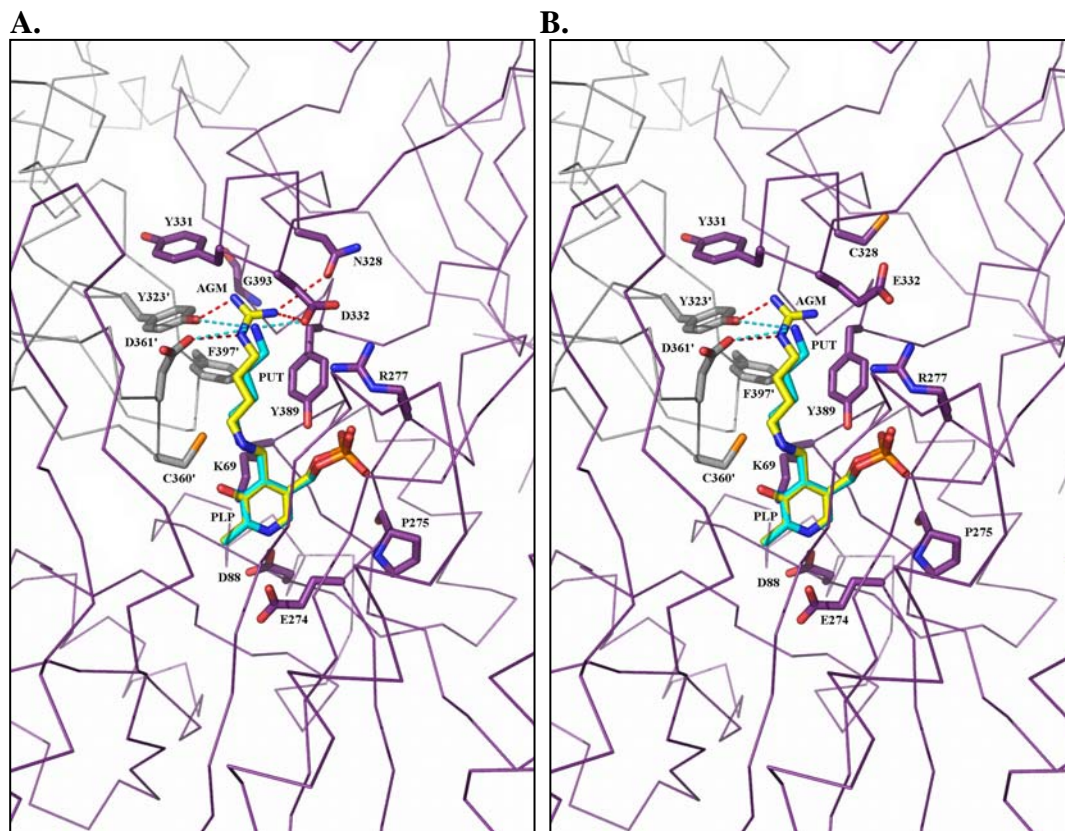 A.
Y331
N328
G393
AGM
Y323'
D332
D361'
F397'
PUT
R277
Y389
C360'
K69
PLP
P275
D88
E274
B.
Y331
C328
E332
Y323'
AGM
D361'
PUT
R277
F397'
Y389
C360'
K69
PLP
P275
D88
E274